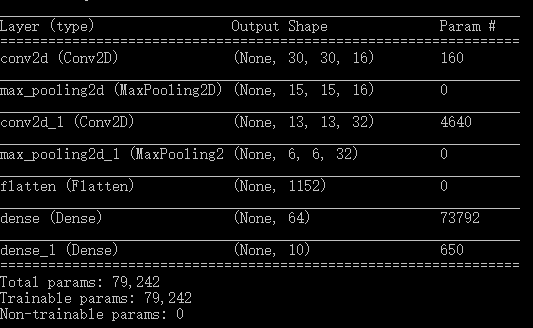 Layer (type) Output Shape Param #
=================================================================
conv2d (Conv2D) (None, 30, 30, 16) 160
max_pooling2d (MaxPooling2D) (None, 15, 15, 16) 0
conv2d_1 (Conv2D) (None, 13, 13, 32) 4640
max_pooling2d_1 (MaxPooling2 (None, 6, 6, 32) 0
flatten (Flatten) (None, 1152) 0
dense (Dense) (None, 64) 73792
dense_1 (Dense) (None, 10) 650
=================================================================
Total params: 79,242
Trainable params: 79,242
Non-trainable params: 0